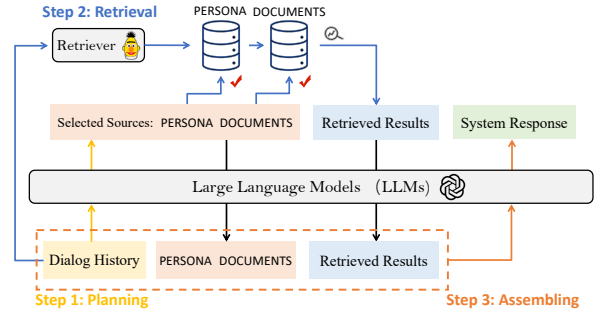 Step 2: Retrieval
PERSONA DOCUMENTS
Retriever
Selected Sources: PERSONA DOCUMENTS
Retrieved Results
System Response
Large Language Models (LLMs)
Dialog History
PERSONA DOCUMENTS
Retrieved Results
Step 1: Planning
Step 3: Assembling